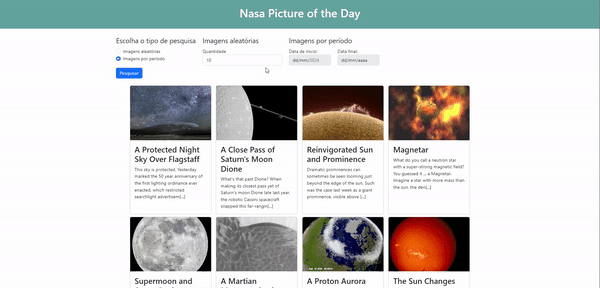 Nasa Picture of the Day
Escolha o tipo de pesquisa
Imagens aleatórias
Imagens por período
Pesquisar
Imagens aleatórias
Quantidade
10
Imagens por período
Data de início:
dd/mm/2024
Data final:
dd/mm/aaaa
A Protected Night
Sky Over Flagstaff
This sky is protected. Yesterday
marked the 50 year anniversary of
the first lighting ordinance ever
enacted, which restricted
searchlight advertisem[...]
A Close Pass of
Saturn's Moon
Dione
What's that past Dione? When
making its closest pass yet of
Saturn's moon Dione late last year,
the robotic Cassini spacecraft
snapped this far-rangin[...]
Reinvigorated Sun
and Prominence
Dramatic prominences can
sometimes be seen looming just
beyond the edge of the sun. Such
was the case last week as a giant
prominence, visible above [...]
Magnetar
What do you call a neutron star
with a super-strong magnetic field?
You guessed it ... a Magnetar.
Imagine a star with more mass than
the sun, the den[...]
Supermoon and
A Martian
A Proton Aurora
The Sun Changes